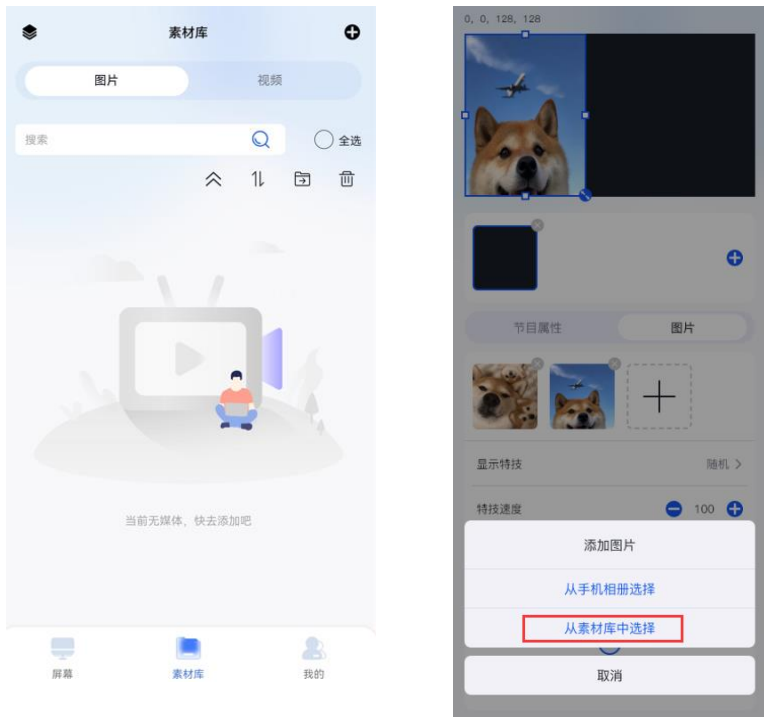 素材库
图片
视频
搜索
全选
当前无媒体，快去添加吧
屏幕
素材库
我的
0, 0, 128, 128
节目属性
图片
显示特技
随机
特技速度
100
添加图片
从手机相册选择
从素材库中选择
取消